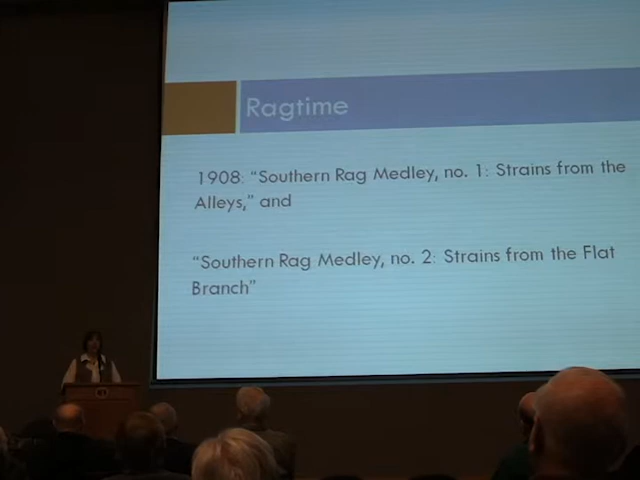 Ragtime
1908: “Southern Rag Medley, no. 1: Strains from the
Alleys,” and
“Southern Rag Medley, no. 2: Strains from the Flat
Branch”